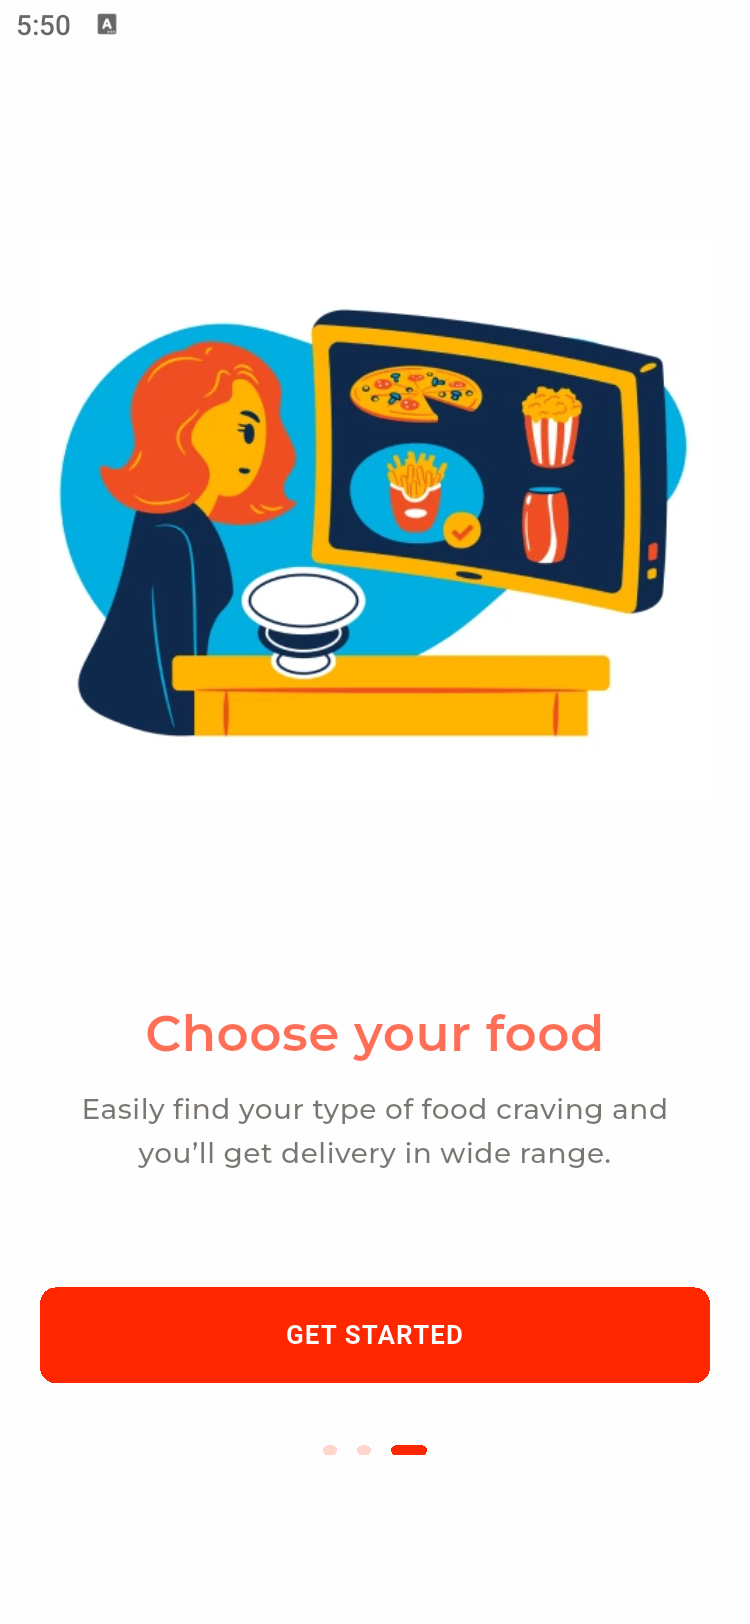 5:50
A
Choose your food
Easily find your type of food craving and
you’ll get delivery in wide range.
GET STARTED